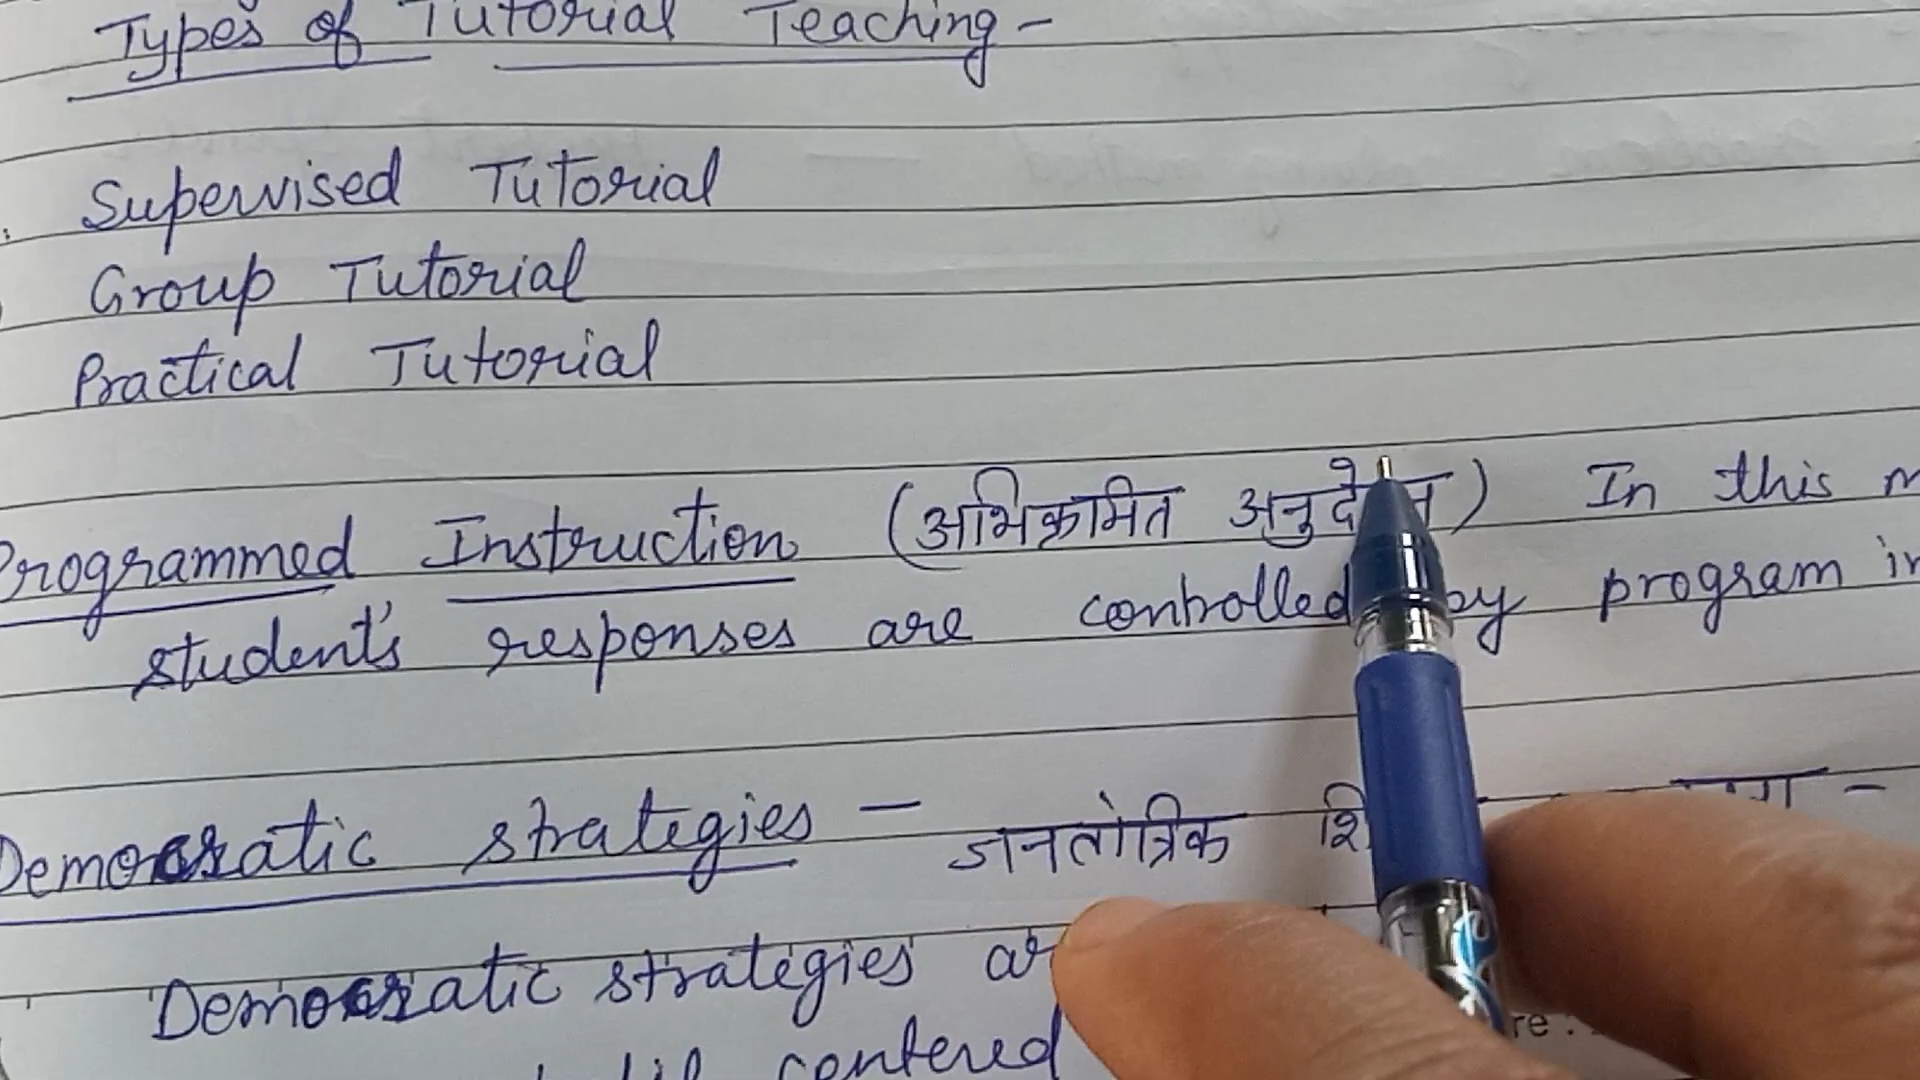 Types of Tutorial Teaching -
Supervised Tutorial
Group Tutorial
Practical Tutorial
Programmed Instruction (अभिक्रमित) In this
student's responses are controlled by program
Democratic strategies — जनतांत्रिक
Democratic strategies
centered